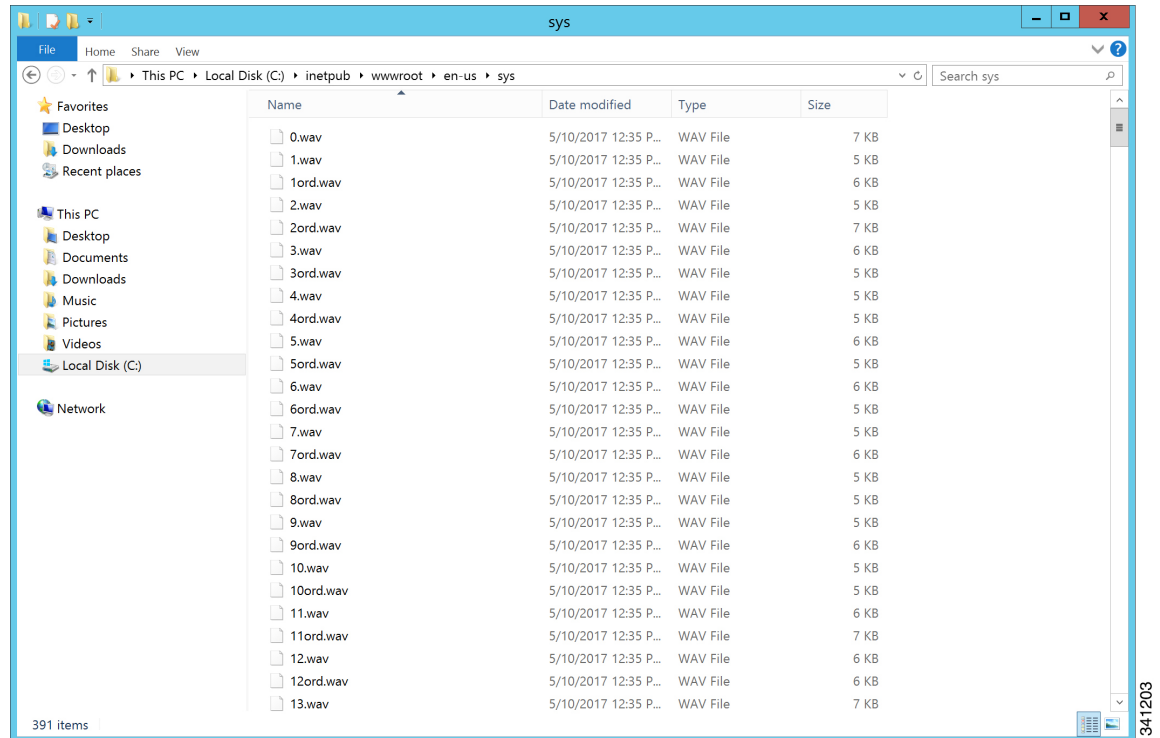 sys
File Home Share View
This PC Local Disk (C:) inetpub wwwroot en-us sys Search sys
Favorites
Desktop
Downloads
Recent places
This PC
Desktop
Documents
Downloads
Music
Pictures
Videos
Local Disk (C:)
Network
Name Date modified Type Size
0.wav 5/10/2017 12:35 P... WAV File 7 KB
1.wav 5/10/2017 12:35 P... WAV File 5 KB
1ord.wav 5/10/2017 12:35 P... WAV File 6 KB
2.wav 5/10/2017 12:35 P... WAV File 5 KB
2ord.wav 5/10/2017 12:35 P... WAV File 7 KB
3.wav 5/10/2017 12:35 P... WAV File 6 KB
3ord.wav 5/10/2017 12:35 P... WAV File 5 KB
4.wav 5/10/2017 12:35 P... WAV File 5 KB
4ord.wav 5/10/2017 12:35 P... WAV File 5 KB
5.wav 5/10/2017 12:35 P... WAV File 6 KB
5ord.wav 5/10/2017 12:35 P... WAV File 5 KB
6.wav 5/10/2017 12:35 P... WAV File 6 KB
6ord.wav 5/10/2017 12:35 P... WAV File 5 KB
7.wav 5/10/2017 12:35 P... WAV File 5 KB
7ord.wav 5/10/2017 12:35 P... WAV File 6 KB
8.wav 5/10/2017 12:35 P... WAV File 5 KB
8ord.wav 5/10/2017 12:35 P... WAV File 5 KB
9.wav 5/10/2017 12:35 P... WAV File 5 KB
9ord.wav 5/10/2017 12:35 P... WAV File 6 KB
10.wav 5/10/2017 12:35 P... WAV File 5 KB
10ord.wav 5/10/2017 12:35 P... WAV File 5 KB
11.wav 5/10/2017 12:35 P... WAV File 6 KB
11ord.wav 5/10/2017 12:35 P... WAV File 7 KB
12.wav 5/10/2017 12:35 P... WAV File 6 KB
12ord.wav 5/10/2017 12:35 P... WAV File 6 KB
13.wav 5/10/2017 12:35 P... WAV File 7 KB
391 items
341203